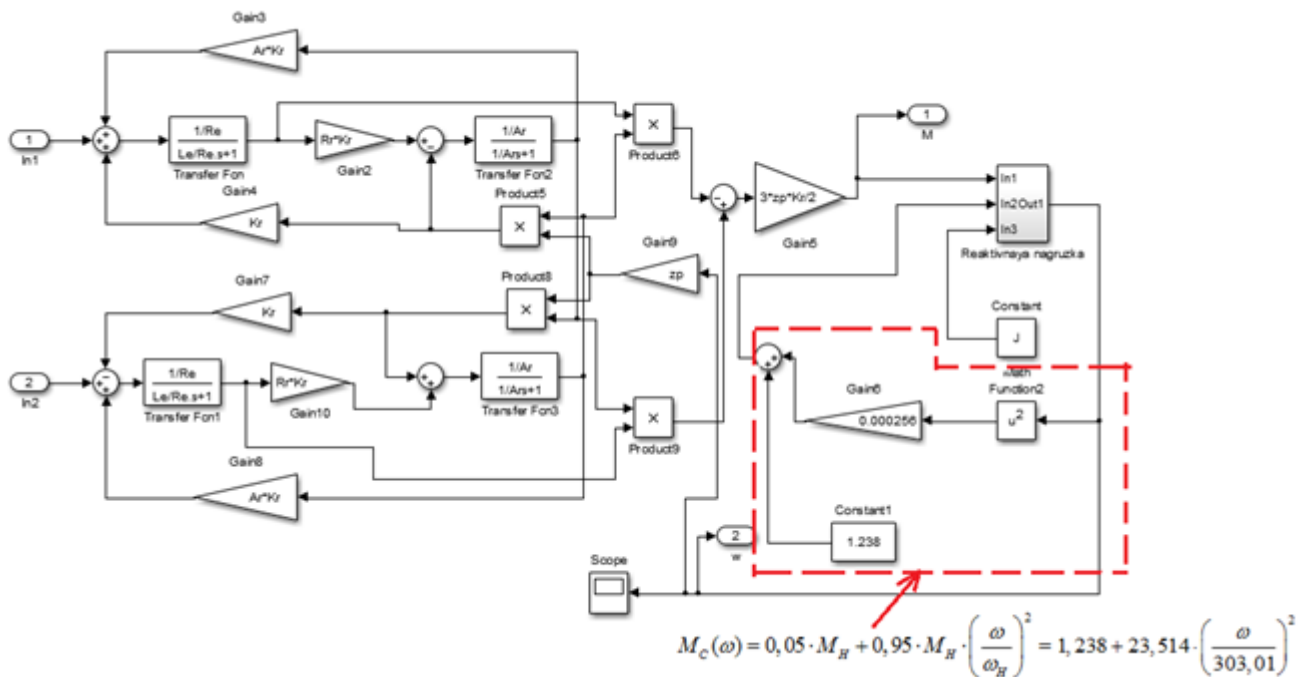 Gain3
Ar*Kr
1
In1
1/Re
Le/Re.s+1
Transfer Fcn
Rr*Kr
Gain2
1/Ar
1/Ars+1
Transfer Fcn2
Product6
1
M
Gain4
Kr
Product5
3*zp*Kr/2
Gain5
In1
In2Out1
In3
Reaktivnaya nagruzka
Gain9
zp
Gain7
Kr
Product8
Constant
J
2
In2
1/Re
Le/Re.s+1
Transfer Fcn1
Rr*Kr
Gain10
1/Ar
1/Ars+1
Transfer Fcn3
Product9
Math
Function2
u²
Gain6
0.000256
Gain8
Ar*Kr
Constant1
1.238
2
w
Scope
M_C(ω) = 0,05 · M_H + 0,95 · M_H · (ω/ω_H)² = 1,238 + 23,514 · (ω/303,01)²